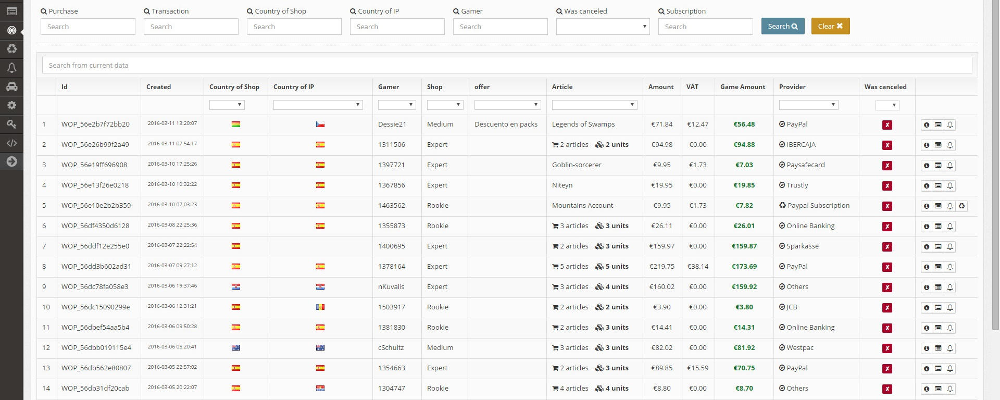 Purchase Transaction Country of Shop Country of IP Gamer Was canceled Subscription
Search Search Search Search Search Search Search Clear
Search from current data
Id Created Country of Shop Country of IP Gamer Shop offer Article Amount VAT Game Amount Provider Was canceled
1 WOP_56e2b7f72bb20 2016-03-11 13:20:07 Dessie21 Medium Descuento en packs Legends of Swamps €71.84 €12.47 €56.48 PayPal
2 WOP_56e26b99f2a49 2016-03-11 07:54:17 1311506 Expert 2 articles 2 units €94.98 €0.00 €94.88 IBERCAJA
3 WOP_56e19ff696908 2016-03-10 17:25:26 1397721 Expert Goblin-sorcerer €9.95 €1.73 €7.03 Paysafecard
4 WOP_56e13f26e0218 2016-03-10 10:32:22 1367856 Expert Niteyn €19.95 €0.00 €19.85 Trustly
5 WOP_56e10e2b2b359 2016-03-10 07:03:23 1463562 Rookie Mountains Account €9.95 €1.73 €7.82 Paypal Subscription
6 WOP_56df4350d6128 2016-03-08 22:25:36 1355873 Rookie 3 articles 3 units €26.11 €0.00 €26.01 Online Banking
7 WOP_56ddf12e255e0 2016-03-07 22:22:54 1400695 Expert 2 articles 3 units €159.97 €0.00 €159.87 Sparkasse
8 WOP_56dd3b602ad31 2016-03-07 09:27:12 1378164 Expert 5 articles 5 units €219.75 €38.14 €173.69 PayPal
9 WOP_56dc78fa058e3 2016-03-06 19:37:46 nKuvalis Expert 3 articles 4 units €160.02 €0.00 €159.92 Others
10 WOP_56dc15090299e 2016-03-06 12:31:21 1503917 Rookie 2 articles 2 units €3.90 €0.00 €3.80 JCB
11 WOP_56dbef54aa5b4 2016-03-06 09:50:28 1381830 Rookie 2 articles 3 units €14.41 €0.00 €14.31 Online Banking
12 WOP_56dbb019115e4 2016-03-06 05:20:41 cSchultz Medium 3 articles 3 units €82.02 €0.00 €81.92 Westpac
13 WOP_56db562e80807 2016-03-05 22:57:02 1354663 Expert 2 articles 3 units €89.85 €15.59 €70.75 PayPal
14 WOP_56db31df20cab 2016-03-05 20:22:07 1304747 Rookie 4 articles 4 units €8.80 €0.00 €8.70 Others